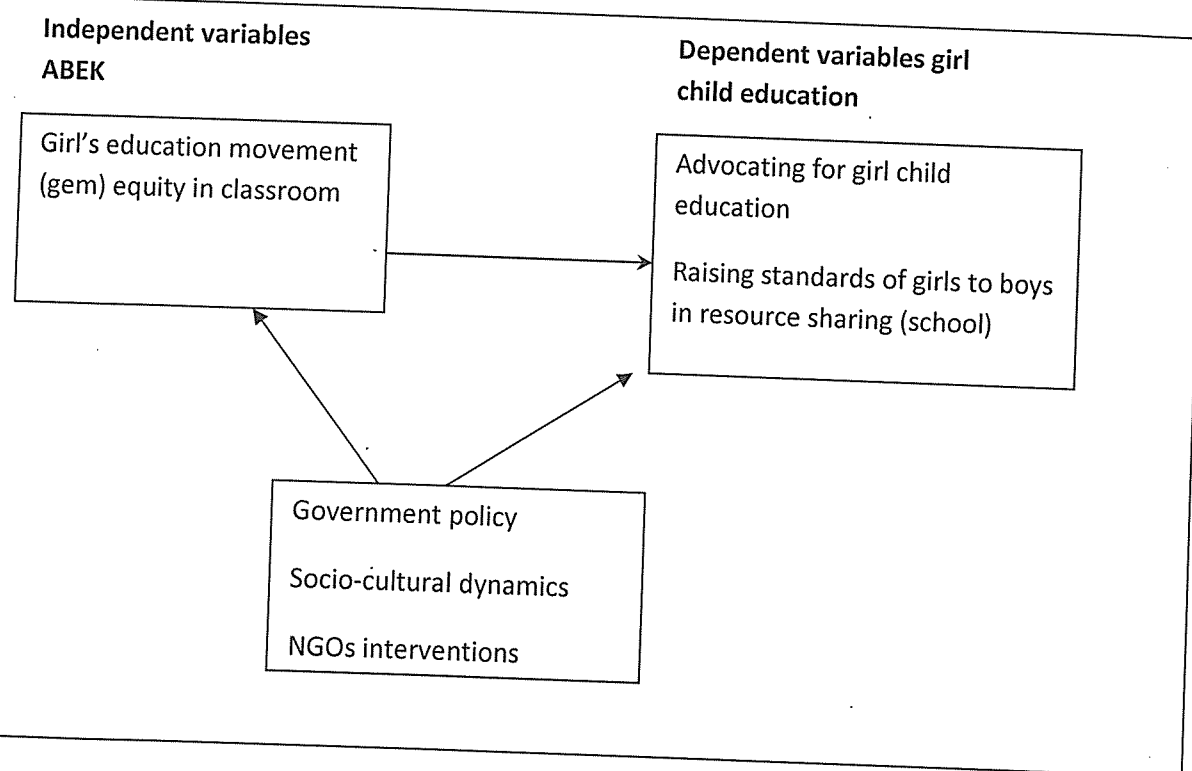 Independent variables
ABEK
Dependent variables girl
child education
Girl's education movement
(gem) equity in classroom
Advocating for girl child
education
Raising standards of girls to boys
in resource sharing (school)
Government policy
Socio-cultural dynamics
NGOs interventions